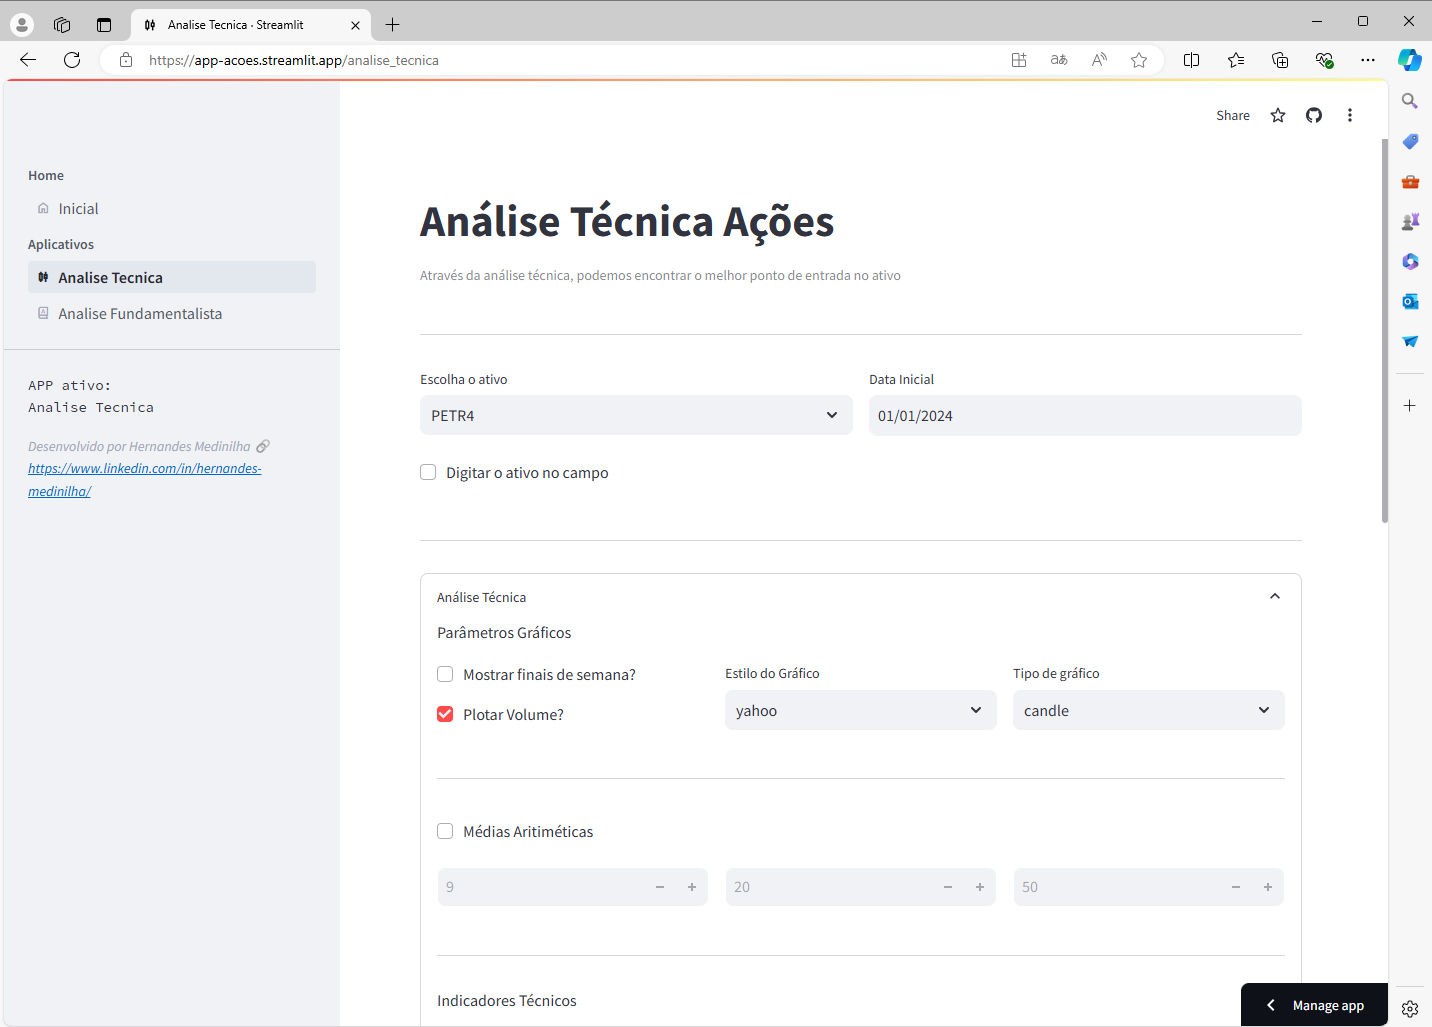 Analise Tecnica · Streamlit
https://app-acoes.streamlit.app/analise_tecnica
Share
Home
Inicial
Aplicativos
Analise Tecnica
Analise Fundamentalista
APP ativo:
Analise Tecnica
Desenvolvido por Hernandes Medinilha
https://www.linkedin.com/in/hernandes-
medinilha/
Análise Técnica Ações
Através da análise técnica, podemos encontrar o melhor ponto de entrada no ativo
Escolha o ativo
Data Inicial
PETR4
01/01/2024
Digitar o ativo no campo
Análise Técnica
Parâmetros Gráficos
Mostrar finais de semana?
Plotar Volume?
Estilo do Gráfico
yahoo
Tipo de gráfico
candle
Médias Aritiméticas
9
20
50
Indicadores Técnicos
Manage app